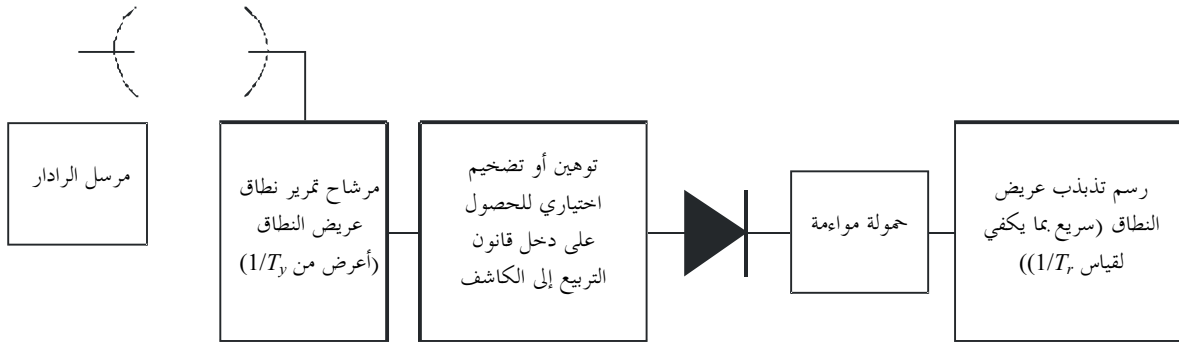 مرسل الرادار
مرشاح تمرير نطاق
عريض النطاق
(أعرض من 1/T_y)
توهين أو تضخيم
اختياري للحصول
على دخل قانون
التربيع إلى الكاشف
حمولة مواءمة
رسم تذبذب عريض
النطاق (سريع بما يكفي
لقياس 1/T_r))